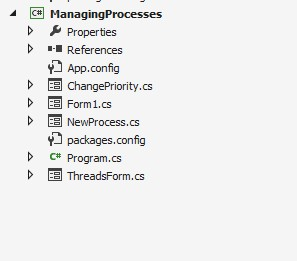 C# ManagingProcesses
Properties
References
App.config
ChangePriority.cs
Form1.cs
NewProcess.cs
packages.config
C# Program.cs
ThreadsForm.cs